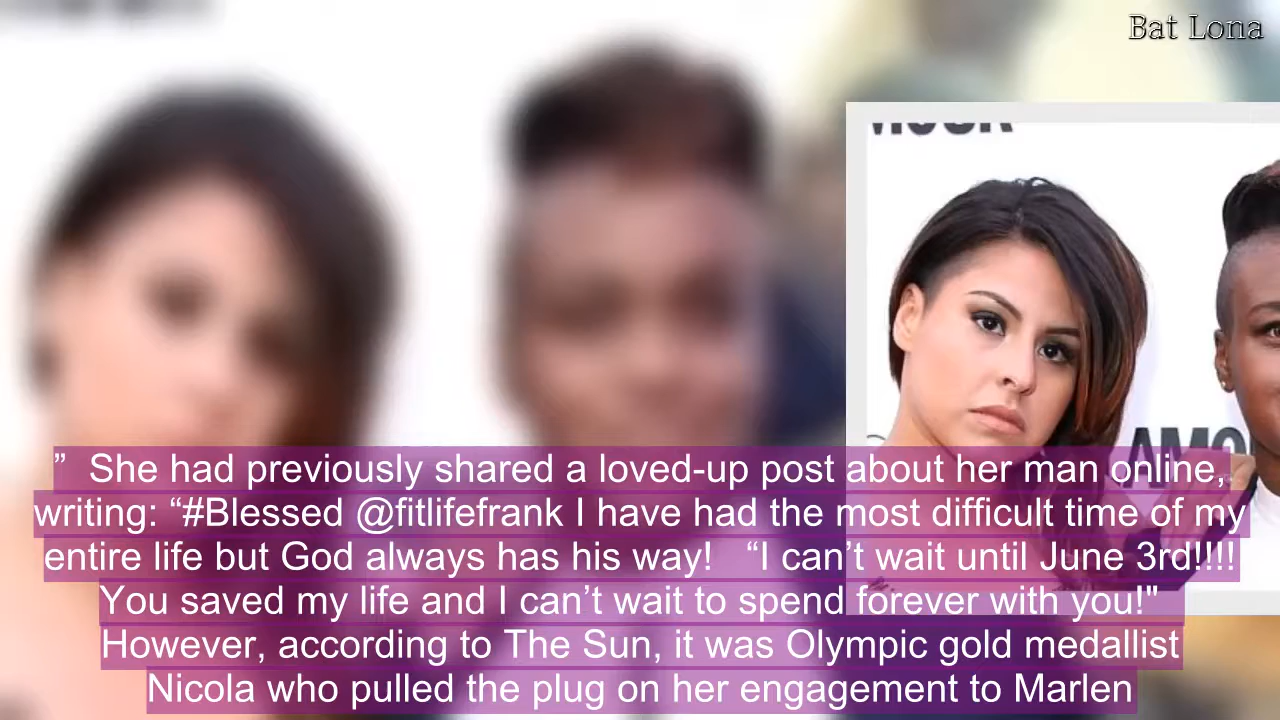 Bat Lona
” She had previously shared a loved-up post about her man online,
writing: “#Blessed @fitlifefrank I have had the most difficult time of my
entire life but God always has his way! “I can’t wait until June 3rd!!!!
You saved my life and I can’t wait to spend forever with you!"
However, according to The Sun, it was Olympic gold medallist
Nicola who pulled the plug on her engagement to Marlen